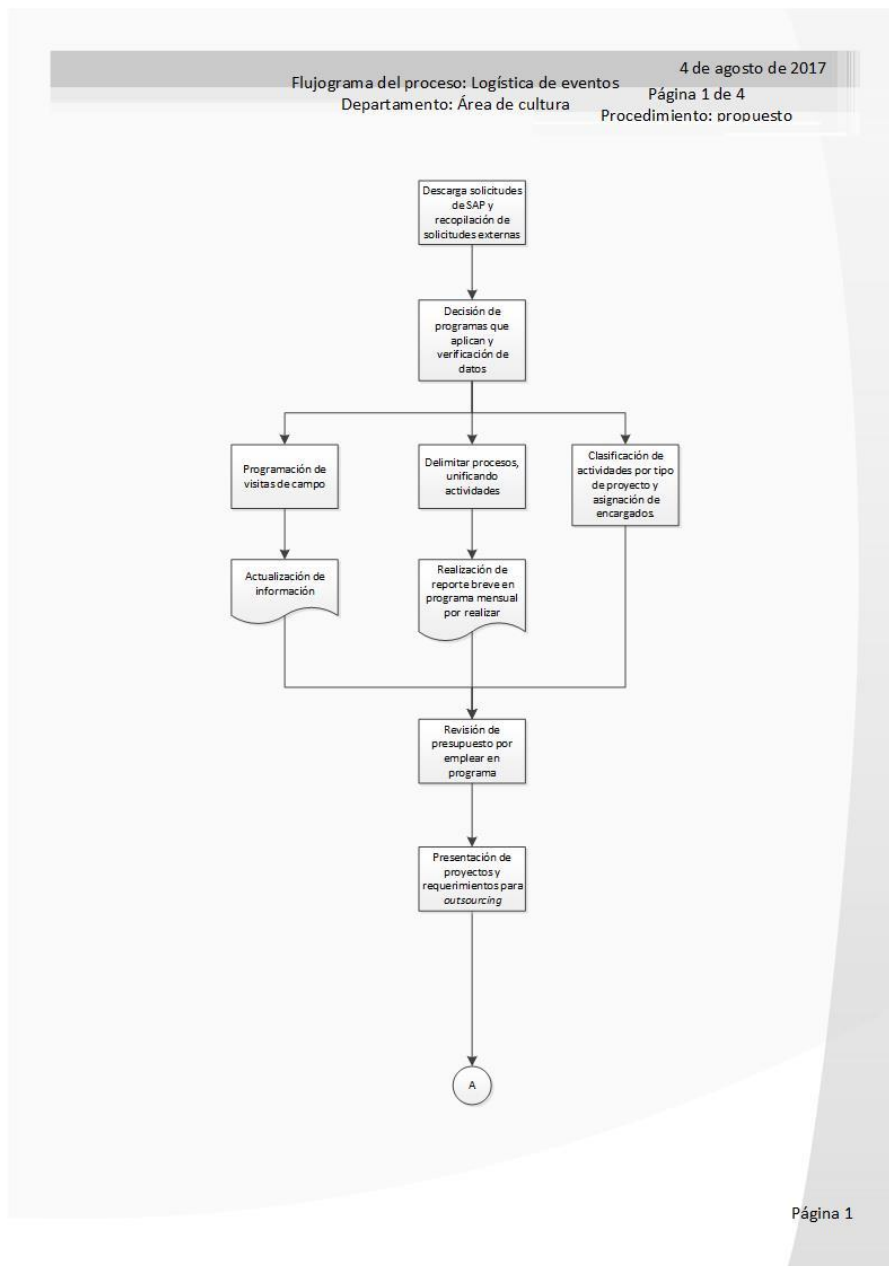 4 de agosto de 2017
Flujograma del proceso: Logística de eventos
Página 1 de 4
Departamento: Área de cultura
Procedimiento: propuesto
Descarga solicitudes
de SAP y
recopilación de
solicitudes externas
Decisión de
programas que
aplican y
verificación de
datos
Programación de
visitas de campo
Delimitar procesos,
unificando
actividades
Clasificación de
actividades por tipo
de proyecto y
asignación de
encargados.
Actualización de
información
Realización de
reporte breve en
programa mensual
por realizar
Revisión de
presupuesto por
emplear en
programa
Presentación de
proyectos y
requerimientos para
outsourcing
A
Página 1